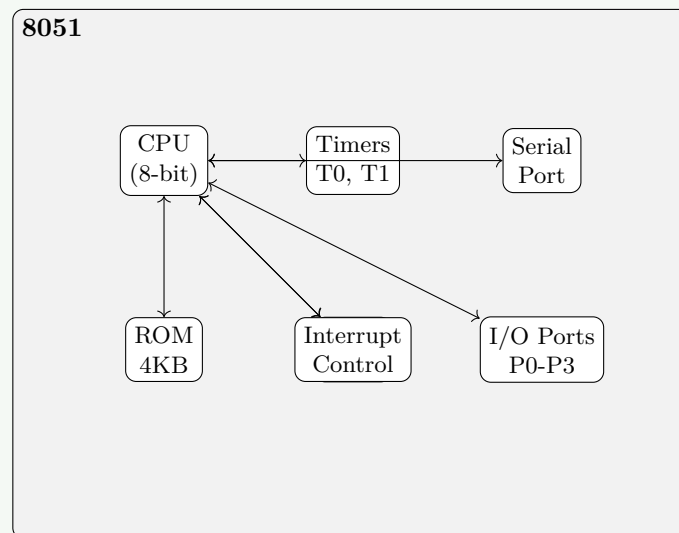 8051
CPU
(8-bit)
Timers
T0, T1
Serial
Port
ROM
4KB
Interrupt
Control
I/O Ports
P0-P3